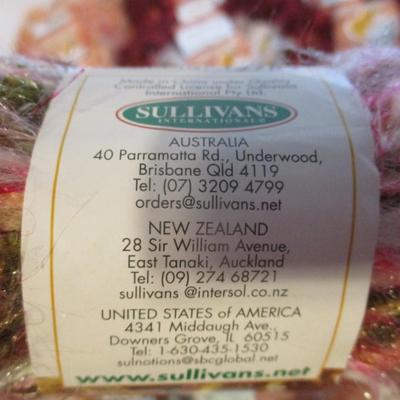 Made in China under Quality
Controlled License for Sullivans
International Pty Ltd.
SULLIVANS
INTERNATIONAL
AUSTRALIA
40 Parramatta Rd., Underwood,
Brisbane Qld 4119
Tel: (07) 3209 4799
orders@sullivans.net
NEW ZEALAND
28 Sir William Avenue,
East Tanaki, Auckland
Tel: (09) 274 68721
sullivans @intersol.co.nz
UNITED STATES of AMERICA
4341 Middaugh Ave.,
Downers Grove, IL 60515
Tel: 1-630-435-1530
sulnations@sbcglobal.net
www.sullivans.net